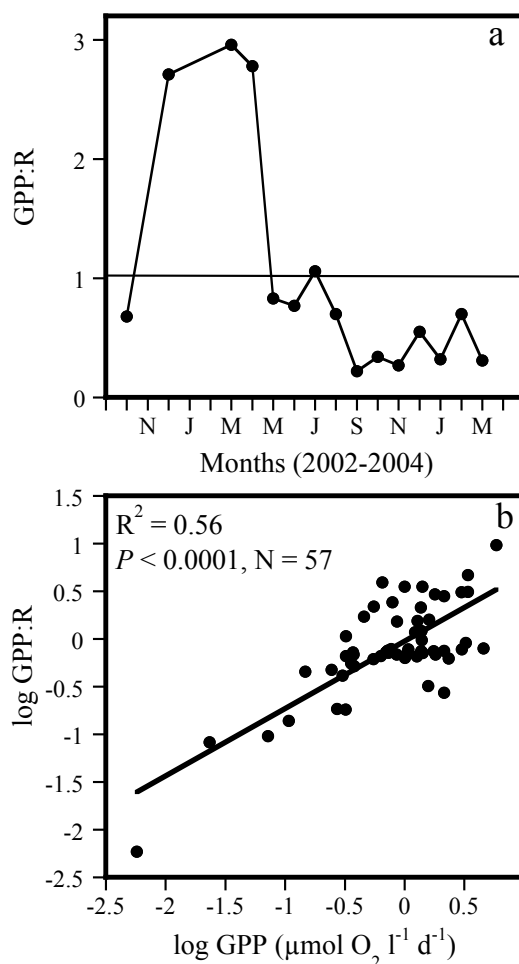 a
3
2
1
0
GPP:R
N J M M J S N J M
Months (2002-2004)
1.5
1
0.5
0
-0.5
-1
-1.5
-2
-2.5
log GPP:R
b
R² = 0.56
P < 0.0001, N = 57
-2.5 -2 -1.5 -1 -0.5 0 0.5
log GPP (µmol O₂ l⁻¹ d⁻¹)